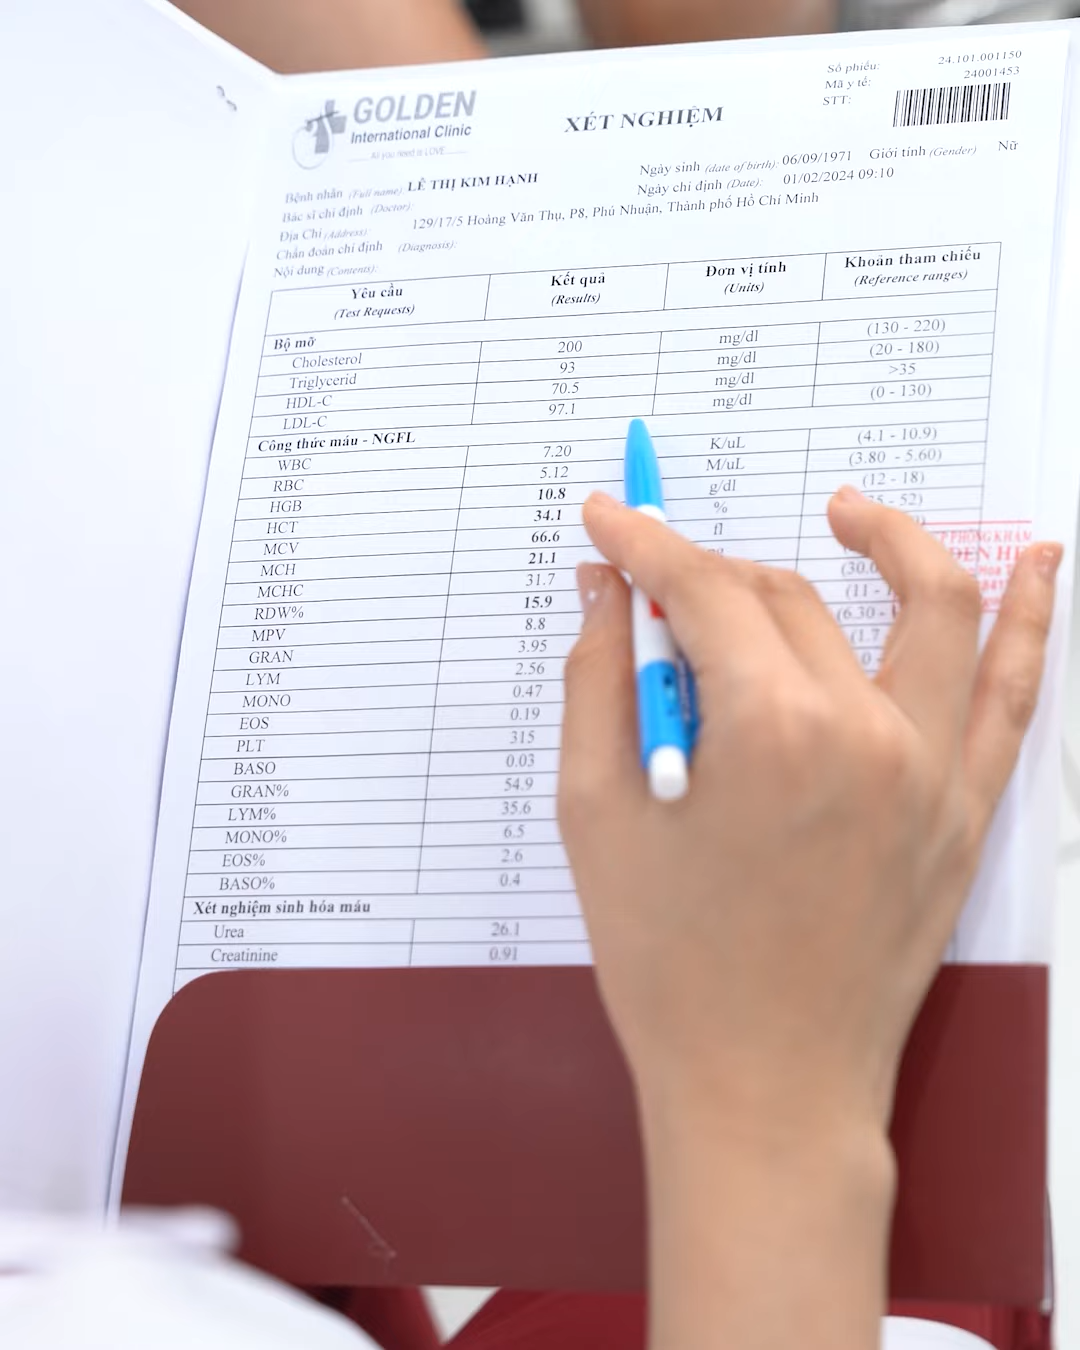 GOLDEN
International Clinic
All you need is LOVE
XÉT NGHIỆM
Số phiếu: 24.101.001150
Mã y tế: 24001453
STT:
Bệnh nhân (Full name): LÊ THỊ KIM HẠNH
Ngày sinh (date of birth): 06/09/1971 Giới tính (Gender) Nữ
Bác sĩ chỉ định (Doctor):
Ngày chỉ định (Date): 01/02/2024 09:10
Địa Chỉ (Address): 129/17/5 Hoàng Văn Thụ, P8, Phú Nhuận, Thành phố Hồ Chí Minh
Chẩn đoán chỉ định (Diagnosis):
Nội dung (Contents):
Yêu cầu Kết quả Đơn vị tính Khoản tham chiếu
(Test Requests) (Results) (Units) (Reference ranges)
Bộ mỡ
Cholesterol 200 mg/dl (130 - 220)
Triglycerid 93 mg/dl (20 - 180)
HDL-C 70.5 mg/dl >35
LDL-C 97.1 mg/dl (0 - 130)
Công thức máu - NGFL
WBC 7.20 K/uL (4.1 - 10.9)
RBC 5.12 M/uL (3.80 - 5.60)
HGB 10.8 g/dl (12 - 18)
HCT 34.1 % - 52)
MCV 66.6 fl
MCH 21.1
MCHC 31.7 (30.0
RDW% 15.9 (11 -
MPV 8.8 (6.30 -
GRAN 3.95 (1.7
LYM 2.56
MONO 0.47
EOS 0.19
PLT 315
BASO 0.03
GRAN% 54.9
LYM% 35.6
MONO% 6.5
EOS% 2.6
BASO% 0.4
Xét nghiệm sinh hóa máu
Urea 26.1
Creatinine 0.91
PHÒNG KHÁM